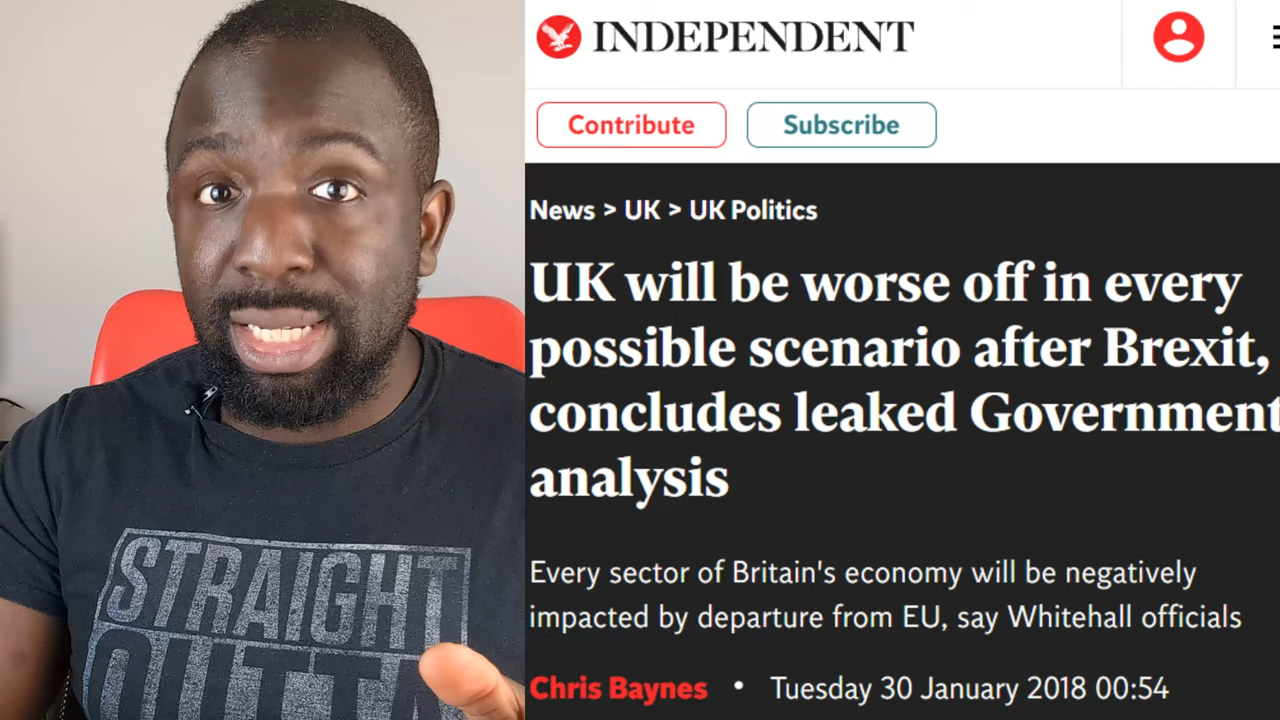 INDEPENDENT
Contribute
Subscribe
News > UK > UK Politics
UK will be worse off in every
possible scenario after Brexit,
concludes leaked Government
analysis
Every sector of Britain's economy will be negatively
impacted by departure from EU, say Whitehall officials
Chris Baynes • Tuesday 30 January 2018 00:54
STRAIGHT
OUTTA